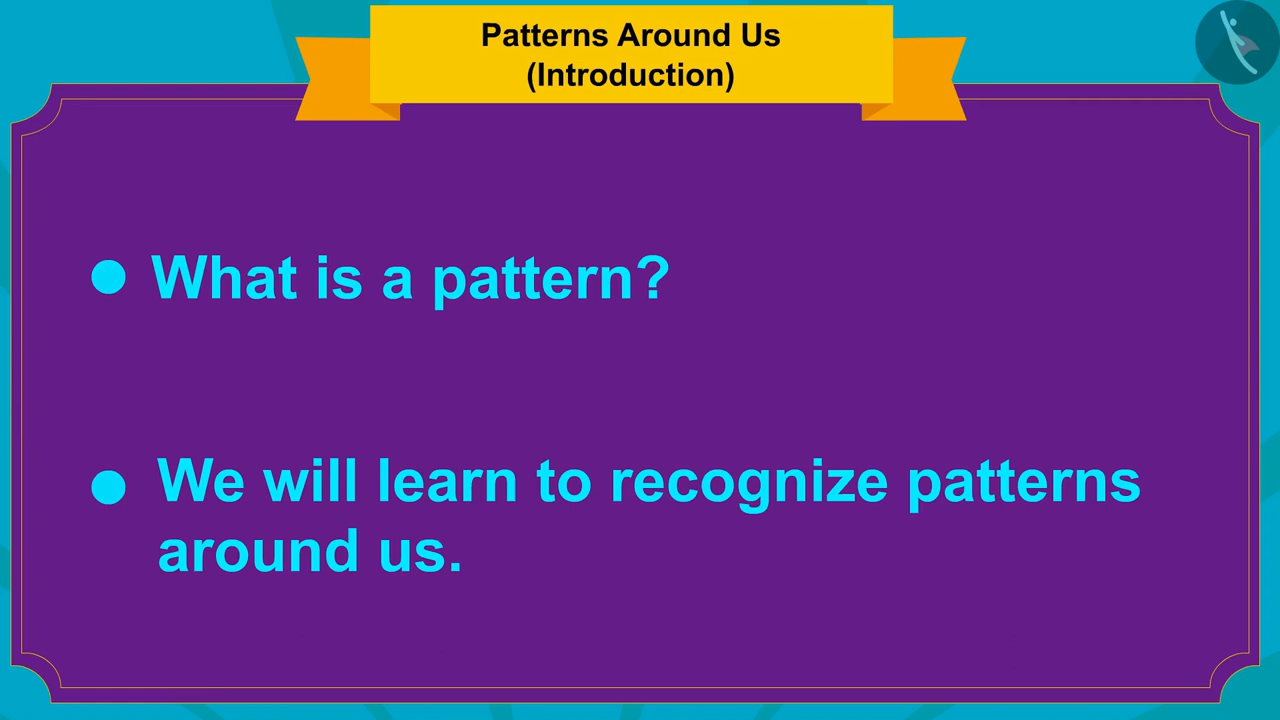 Patterns Around Us
(Introduction)
● What is a pattern?
● We will learn to recognize patterns
around us.